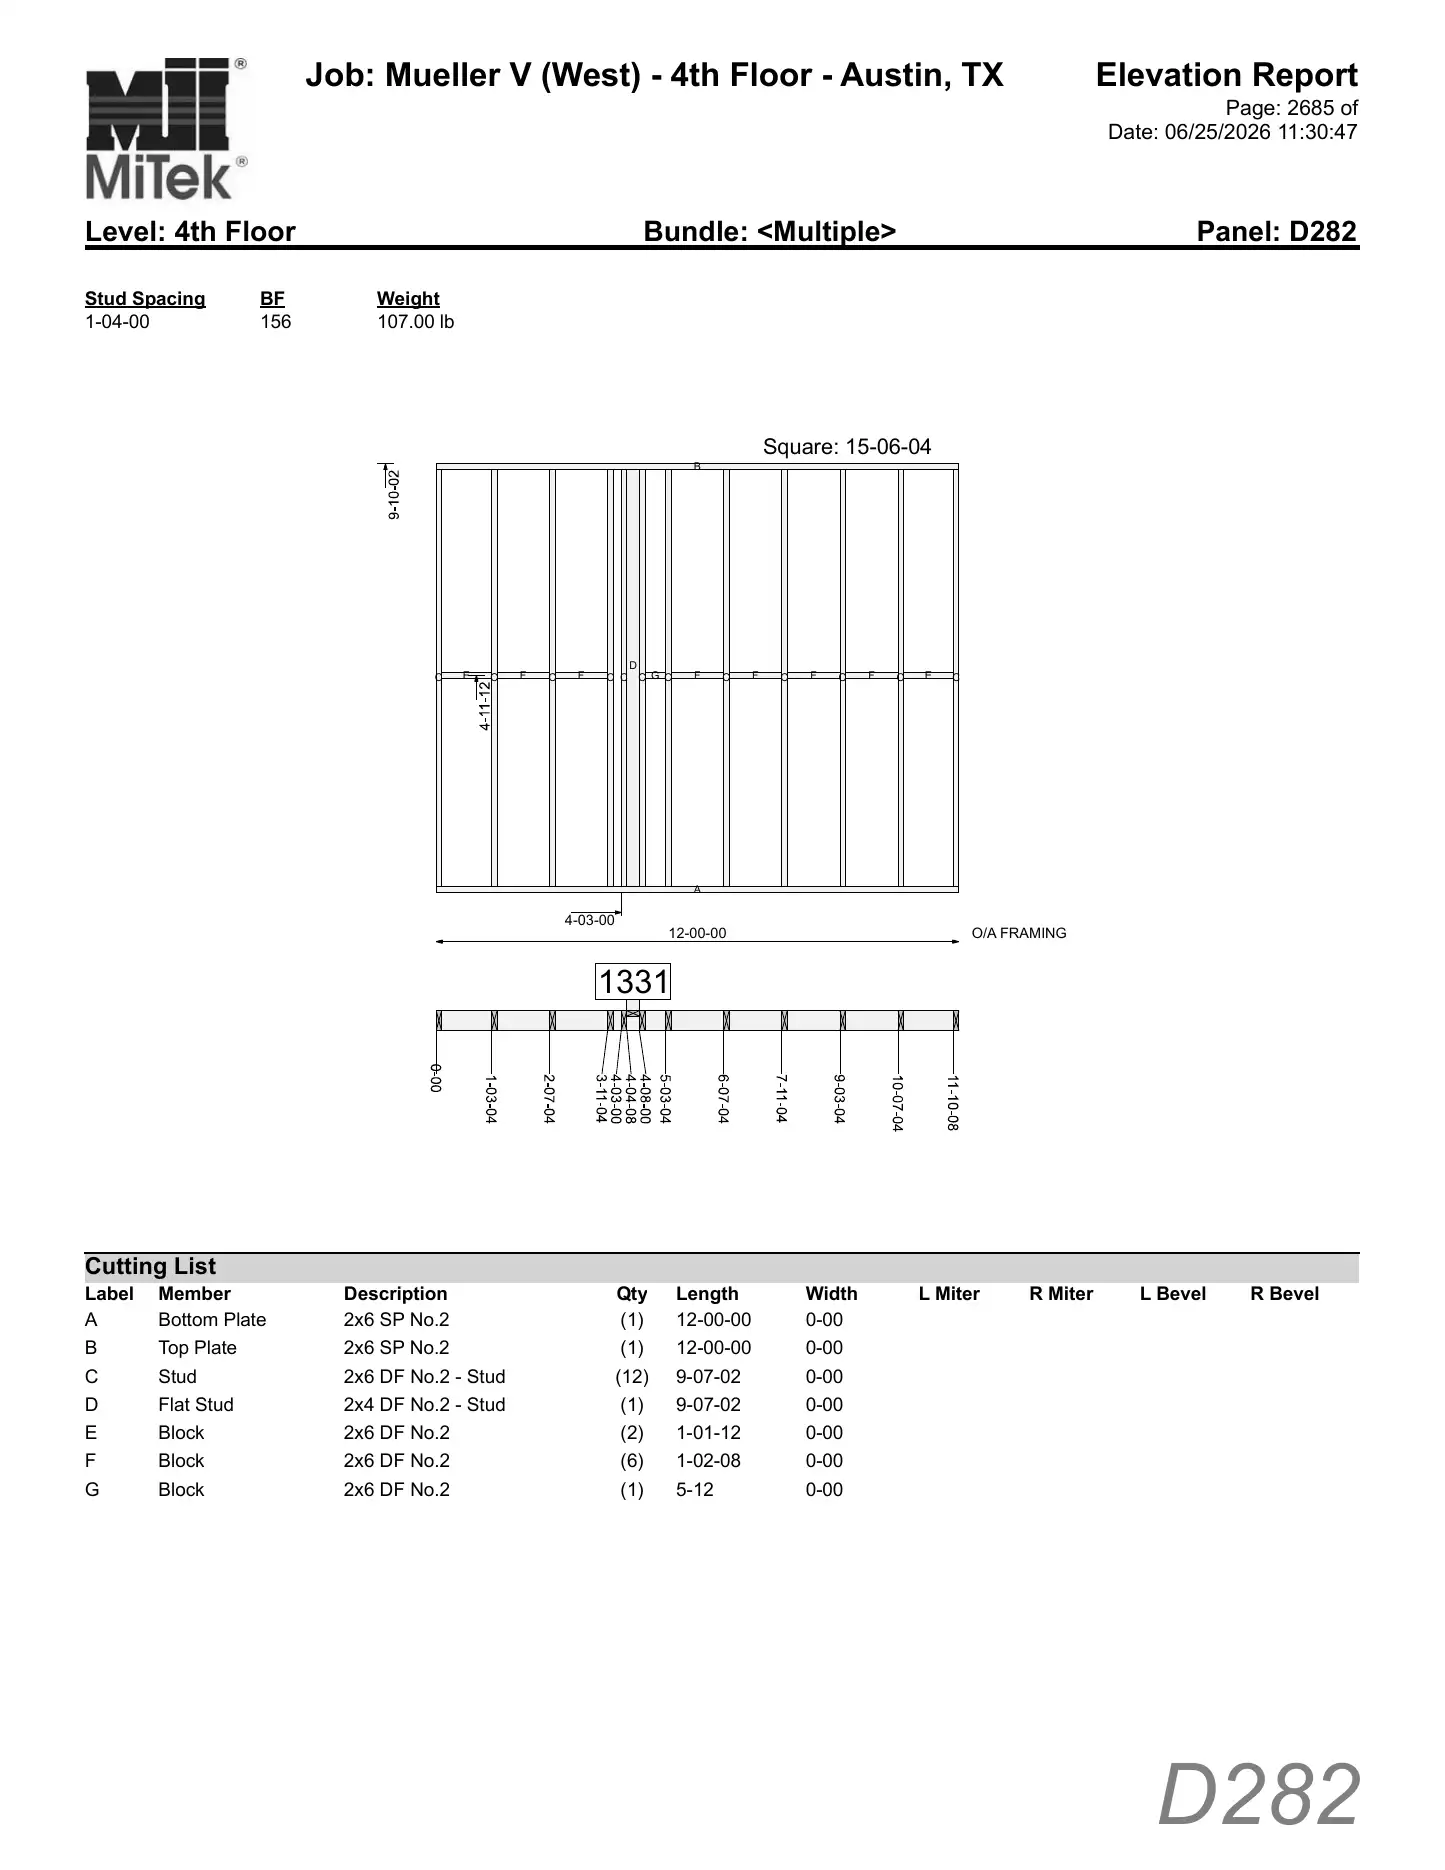 Job: Mueller V (West) - 4th Floor - Austin, TX
Elevation Report
Page: 2685 of
Date: 06/25/2026 11:30:47
MiTek®
Level: 4th Floor Bundle: <Multiple> Panel: D282
Stud Spacing BF Weight
1-04-00 156 107.00 lb
Square: 15-06-04
B
9-10-02
D
G
4-11-12
A
4-03-00
12-00-00
O/A FRAMING
1331
0-00
1-03-04
2-07-04
3-11-04
4-03-00
4-04-08
4-08-00
5-03-04
6-07-04
7-11-04
9-03-04
10-07-04
11-10-08
Cutting List
Label Member Description Qty Length Width L Miter R Miter L Bevel R Bevel
A Bottom Plate 2x6 SP No.2 (1) 12-00-00 0-00
B Top Plate 2x6 SP No.2 (1) 12-00-00 0-00
C Stud 2x6 DF No.2 - Stud (12) 9-07-02 0-00
D Flat Stud 2x4 DF No.2 - Stud (1) 9-07-02 0-00
E Block 2x6 DF No.2 (2) 1-01-12 0-00
F Block 2x6 DF No.2 (6) 1-02-08 0-00
G Block 2x6 DF No.2 (1) 5-12 0-00
D282